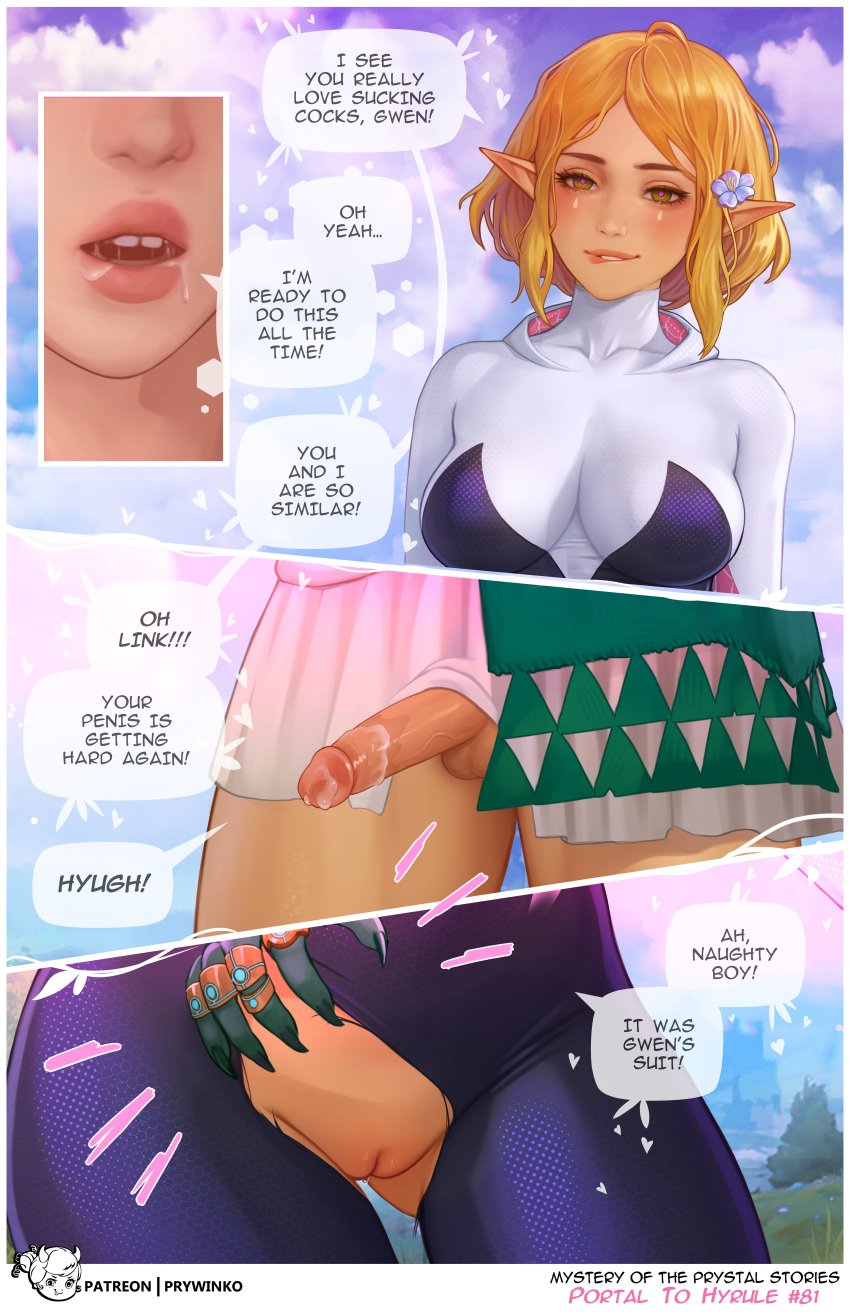 I SEE
YOU REALLY
LOVE SUCKING
COCKS, GWEN!
OH
YEAH...
I'M
READY TO
DO THIS
ALL THE
TIME!
YOU
AND I
ARE SO
SIMILAR!
OH
LINK!!!
YOUR
PENIS IS
GETTING
HARD AGAIN!
HYUGH!
AH,
NAUGHTY
BOY!
IT WAS
GWEN'S
SUIT!
PATREON | PRYWINKO
MYSTERY OF THE PRYSTAL STORIES
PORTAL TO HYRULE #81